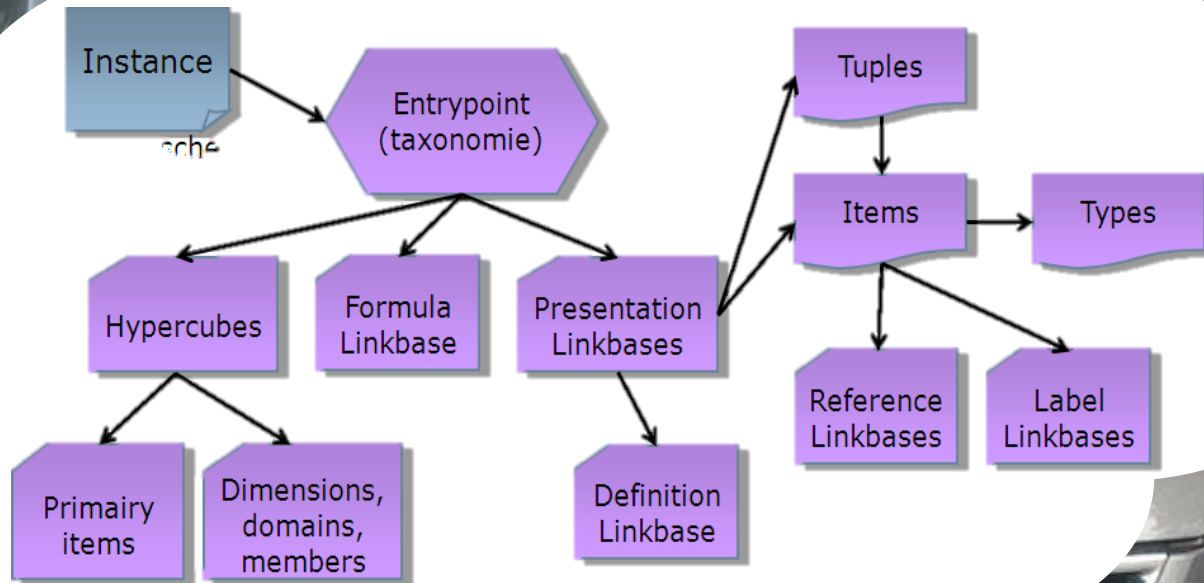 Instance
Entrypoint
(taxonomie)
Tuples
Items
Types
Hypercubes
Formula
Linkbase
Presentation
Linkbases
Reference
Linkbases
Label
Linkbases
Primairy
items
Dimensions,
domains,
members
Definition
Linkbase